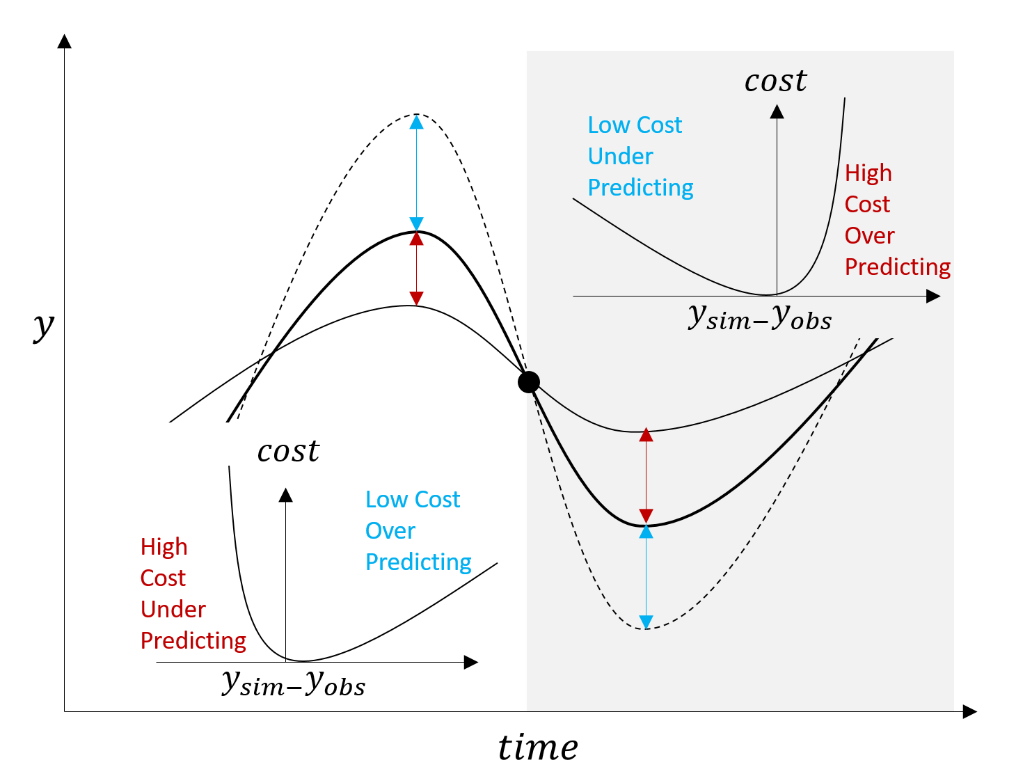 cost
Low Cost
Under
Predicting
High
Cost
Over
Predicting
y
y_sim−y_obs
cost
Low Cost
Over
Predicting
High
Cost
Under
Predicting
y_sim−y_obs
time